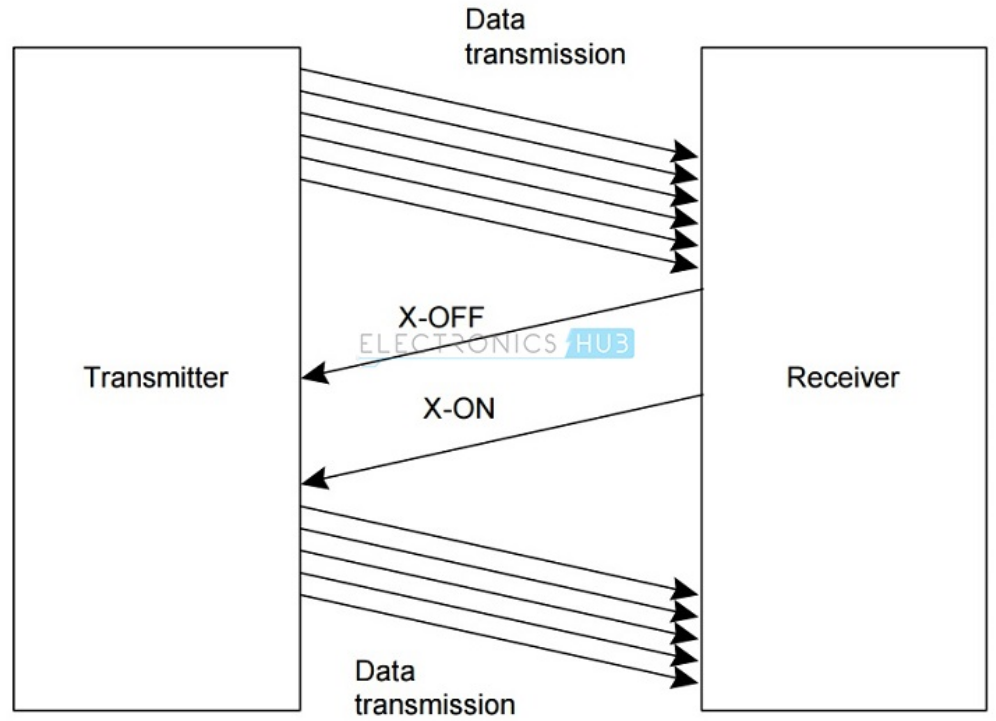 Data
transmission
X-OFF
ELECTRONICS HUB
Transmitter
Receiver
X-ON
Data
transmission